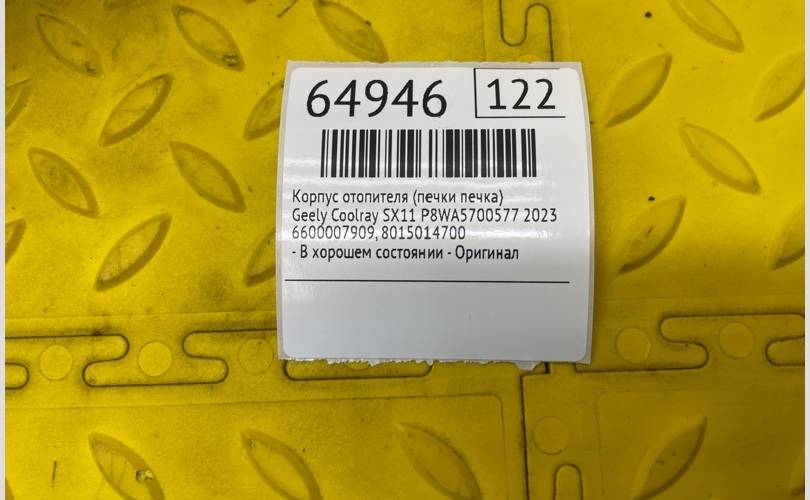 64946 122
Корпус отопителя (печки печка)
Geely Coolray SX11 P8WA5700577 2023
6600007909, 8015014700
- В хорошем состоянии - Оригинал